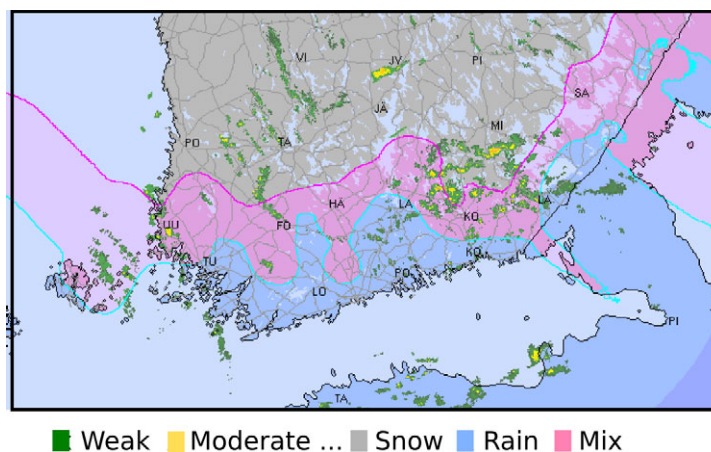 VI
JV
PI
JÄ
SA
MI
PO
TA
HÄ
LA
LA
KO
UU
FO
TU
KO
PO
LO
PI
TA
Weak Moderate ... Snow Rain Mix